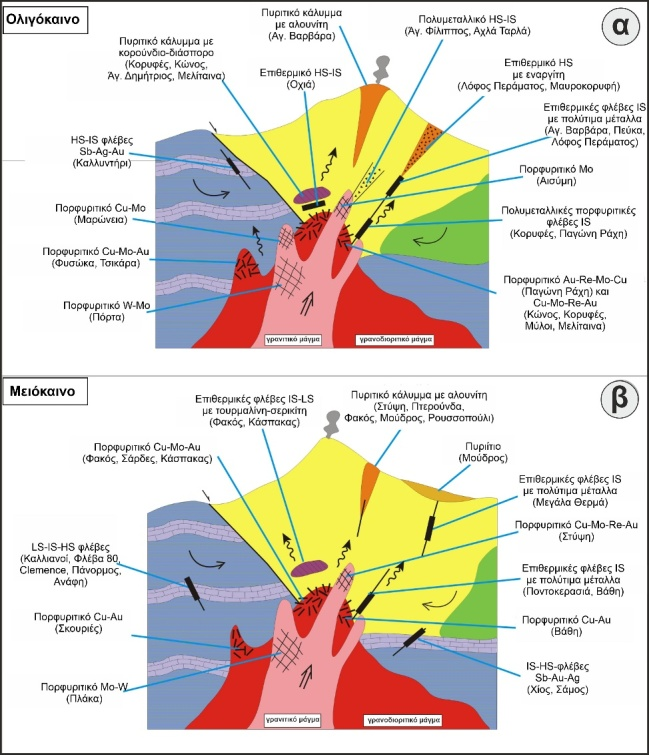 Ολιγόκαινο
α
Πυριτικό κάλυμμα
με αλουνίτη
(Αγ. Βαρβάρα)
Πολυμεταλλικό HS-IS
(Άγ. Φίλιππος, Αχλά Ταρλά)
Πυριτικό κάλυμμα με
κορούνδιο-διάσπορο
(Κορυφές, Κώνος,
Άγ. Δημήτριος, Μελίταινα)
Επιθερμικό HS-IS
(Οχιά)
Επιθερμικό HS
με εναργίτη
(Λόφος Περάματος, Μαυροκορυφή)
Επιθερμικές φλέβες IS
με πολύτιμα μέταλλα
(Αγ. Βαρβάρα, Πεύκα,
Λόφος Περάματος)
HS-IS φλέβες
Sb-Ag-Au
(Καλλυντήρι)
Πορφυριτικό Mo
(Αισύμη)
Πορφυριτικό Cu-Mo
(Μαρώνεια)
Πολυμεταλλικές πορφυριτικές
φλέβες IS
(Κορυφές, Παγώνη Ράχη)
Πορφυριτικό Cu-Mo-Au
(Φυσώκα, Τσικάρα)
Πορφυριτικό Au-Re-Mo-Cu
(Παγώνη Ράχη) και
Cu-Mo-Re-Au
(Κώνος, Κορυφές,
Μύλοι, Μελίταινα)
Πορφυριτικό W-Mo
(Πόρτα)
γρανιτικό μάγμα
γρανοδιοριτικό μάγμα
Μειόκαινο
β
Επιθερμικές φλέβες IS-LS
με τουρμαλίνη-σερικίτη
(Φακός, Κάσπακας)
Πυριτικό κάλυμμα με αλουνίτη
(Στύψη, Πτερούνδα,
Φακός, Μούδρος, Ρουσσοπούλι)
Πορφυριτικό Cu-Mo-Au
(Φακός, Σάρδες, Κάσπακας)
Πυριίτιο
(Μούδρος)
Επιθερμικές φλέβες IS
με πολύτιμα μέταλλα
(Μεγάλα Θερμά)
Πορφυριτικό Cu-Mo-Re-Au
(Στύψη)
LS-IS-HS φλέβες
(Καλλιανοί, Φλέβα 80,
Clemence, Πάνορμος,
Ανάφη)
Επιθερμικές φλέβες IS
με πολύτιμα μέταλλα
(Ποντοκερασιά, Βάθη)
Πορφυριτικό Cu-Au
(Σκουριές)
Πορφυριτικό Cu-Au
(Βάθη)
IS-HS-φλέβες
Sb-Au-Ag
(Χίος, Σάμος)
Πορφυριτικό Mo-W
(Πλάκα)
γρανιτικό μάγμα
γρανοδιοριτικό μάγμα